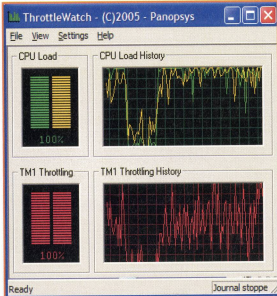 ThrottleWatch - (C)2005 - Panopsys
File View Settings Help
CPU Load
CPU Load History
100%
TM1 Throttling
TM1 Throttling History
100%
Ready
Journal stoppe